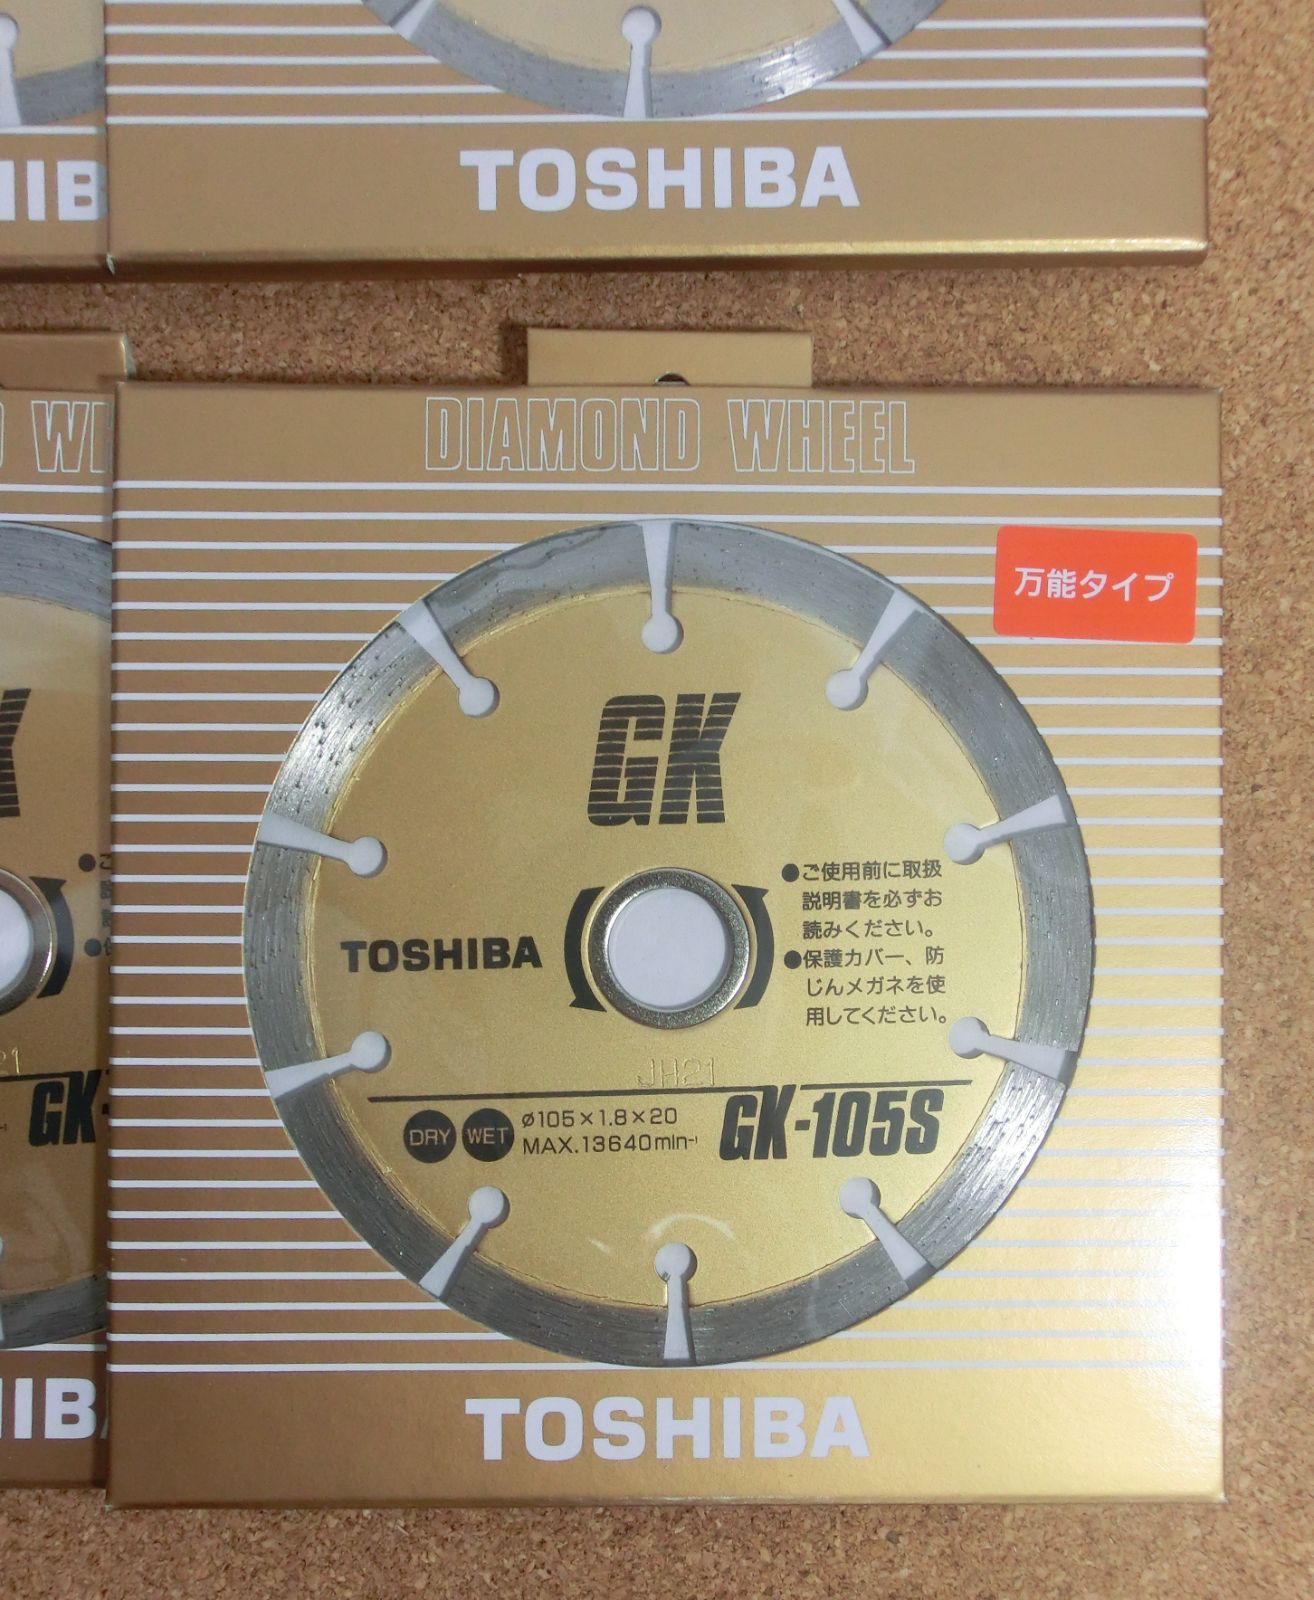 TOSHIBA
DIAMOND WHEEL
万能タイプ
GK
TOSHIBA
●ご使用前に取扱
説明書を必ずお
読みください。
●保護カバー、防
じんメガネを使
用してください。
JH21
DRY WET
ø105×1.8×20
MAX.13640min⁻¹
GK-105S
TOSHIBA